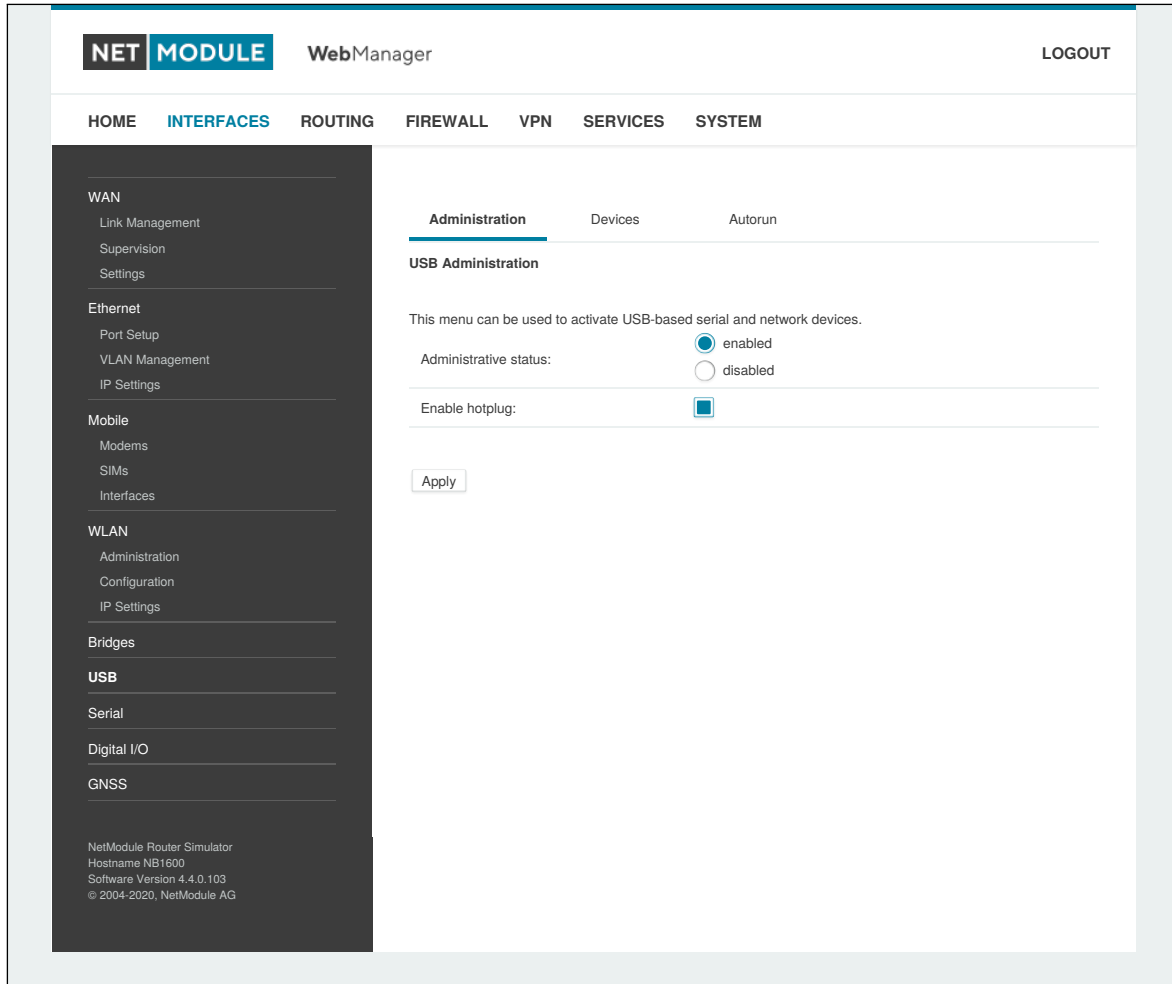 NET MODULE WebManager LOGOUT
HOME INTERFACES ROUTING FIREWALL VPN SERVICES SYSTEM
WAN
Link Management
Supervision
Settings
Ethernet
Port Setup
VLAN Management
IP Settings
Mobile
Modems
SIMs
Interfaces
WLAN
Administration
Configuration
IP Settings
Bridges
USB
Serial
Digital I/O
GNSS
NetModule Router Simulator
Hostname NB1600
Software Version 4.4.0.103
© 2004-2020, NetModule AG
Administration Devices Autorun
USB Administration
This menu can be used to activate USB-based serial and network devices.
Administrative status:
enabled
disabled
Enable hotplug:
Apply